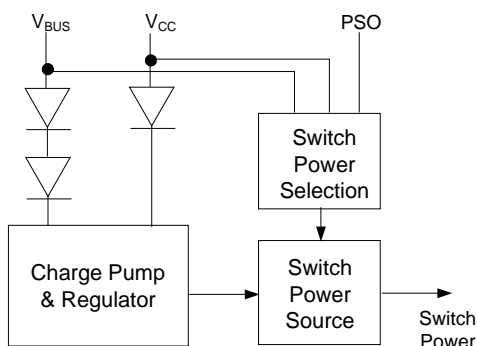 VBUS
VCC
PSO
Switch
Power
Selection
Charge Pump
& Regulator
Switch
Power
Source
Switch
Power